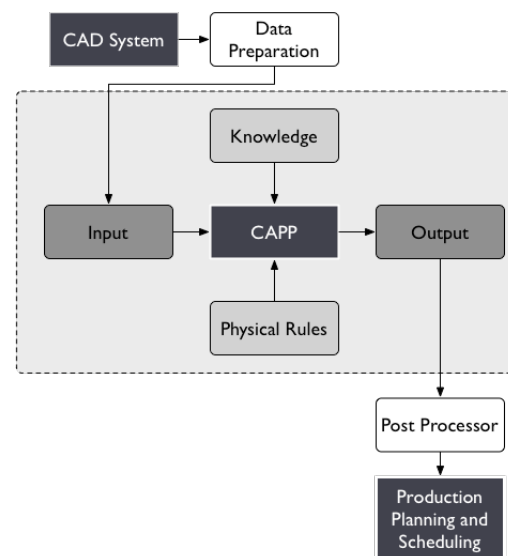 CAD System
Data
Preparation
Knowledge
Input
CAPP
Output
Physical Rules
Post Processor
Production
Planning and
Scheduling